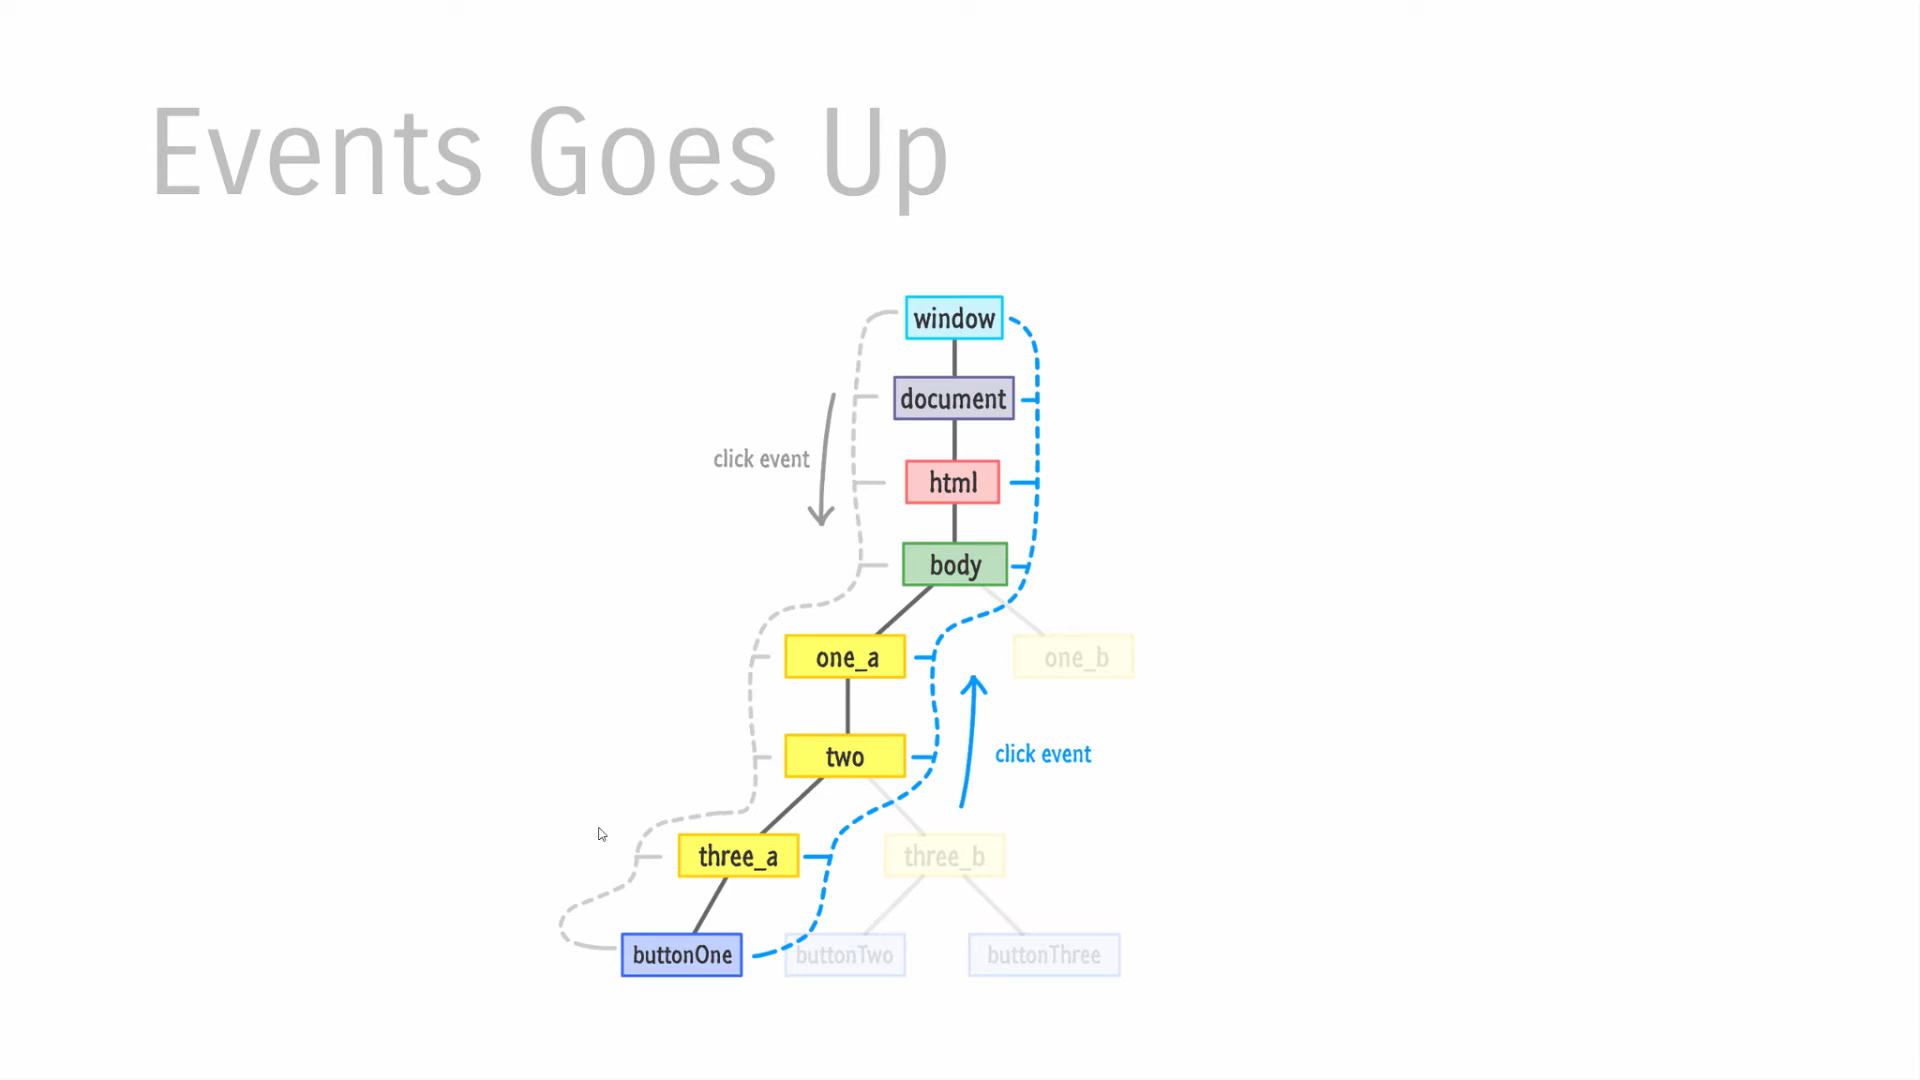 Events Goes Up
window
document
click event
html
body
one_a
one_b
two
click event
three_a
three_b
buttonOne
buttonTwo
buttonThree